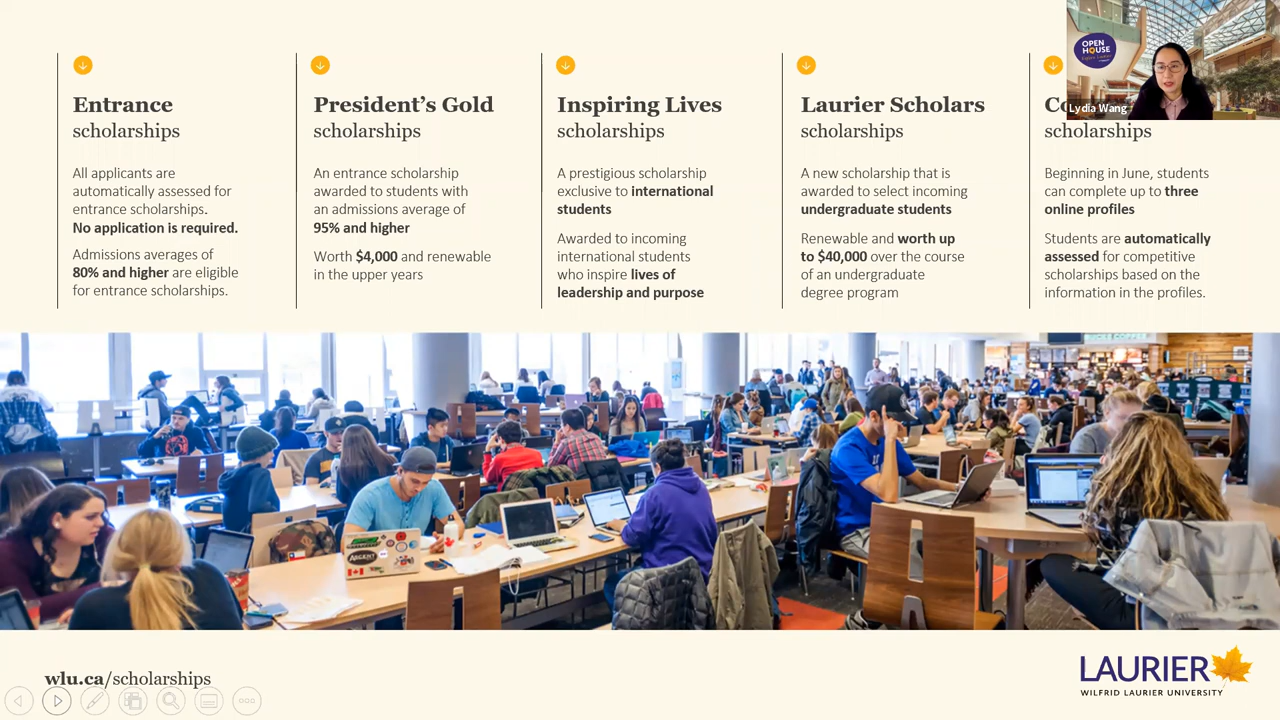 Entrance
scholarships
All applicants are
automatically assessed for
entrance scholarships.
No application is required.
Admissions averages of
80% and higher are eligible
for entrance scholarships.
President's Gold
scholarships
An entrance scholarship
awarded to students with
an admissions average of
95% and higher
Worth $4,000 and renewable
in the upper years
Inspiring Lives
scholarships
A prestigious scholarship
exclusive to international
students
Awarded to incoming
international students
who inspire lives of
leadership and purpose
Laurier Scholars
scholarships
A new scholarship that is
awarded to select incoming
undergraduate students
Renewable and worth up
to $40,000 over the course
of an undergraduate
degree program
scholarships
Beginning in June, students
can complete up to three
online profiles
Students are automatically
assessed for competitive
scholarships based on the
information in the profiles.
OPEN
HOUSE
Lydia Wang
wlu.ca/scholarships
LAURIER
WILFRID LAURIER UNIVERSITY